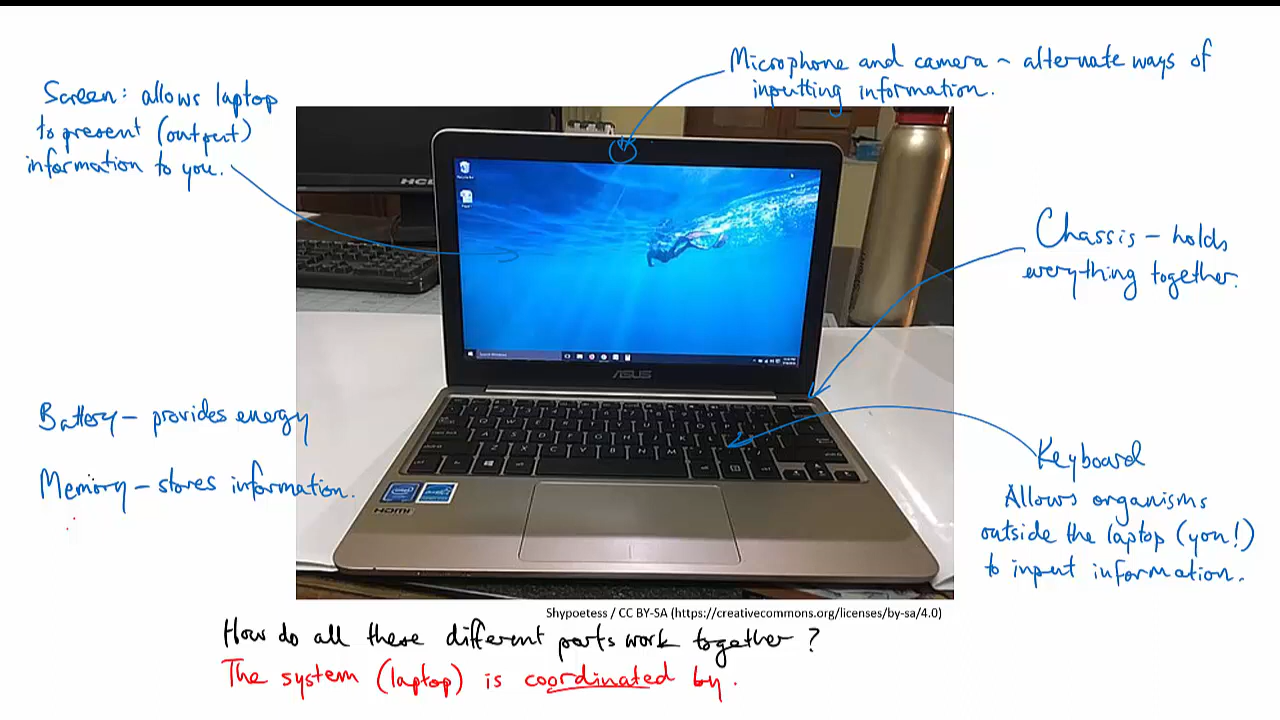 Microphone and camera ~ alternate ways of
inputting information.
Screen: allows laptop
to present (output)
information to you.
HCL
Chassis – holds
everything together.
ASUS
Battery – provides energy
Memory – stores information.
Keyboard
Allows organisms
outside the laptop (you!)
to input information.
HDMI
Shypoetess / CC BY-SA (https://creativecommons.org/licenses/by-sa/4.0)
How do all these different parts work together ?
The system (laptop) is coordinated by.